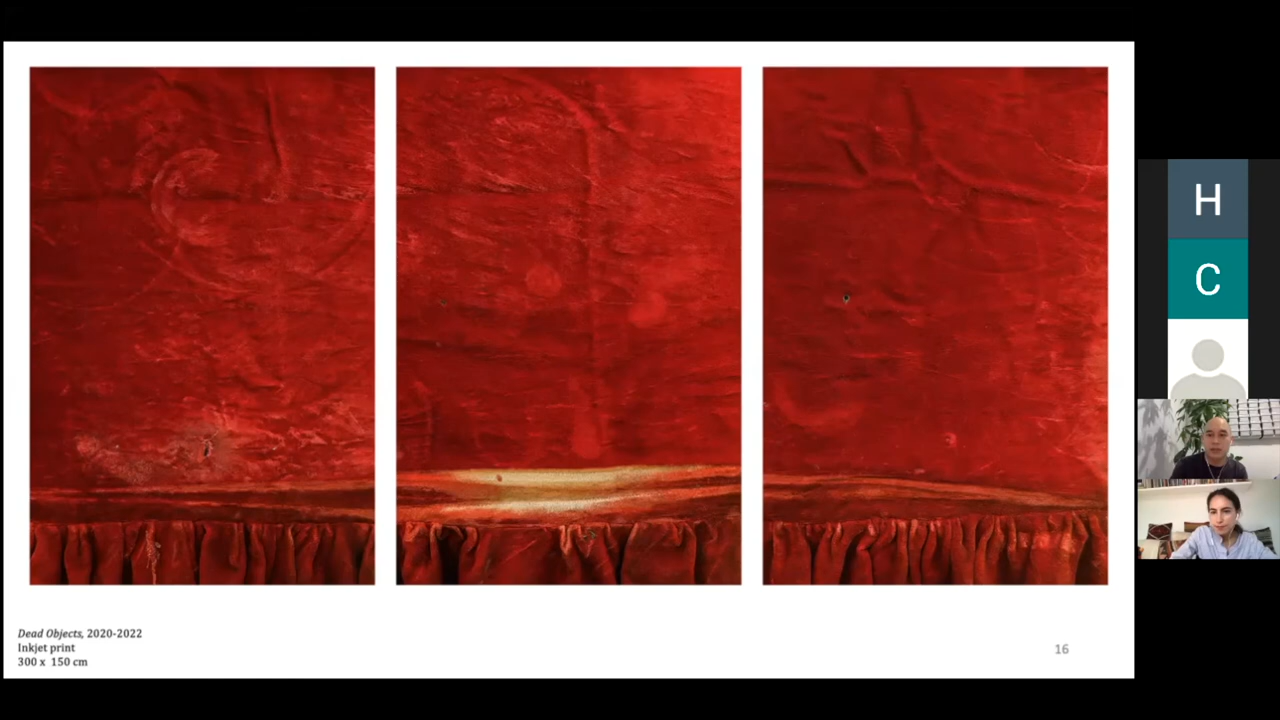 H
C
Dead Objects, 2020-2022
Inkjet print
300 x 150 cm
16